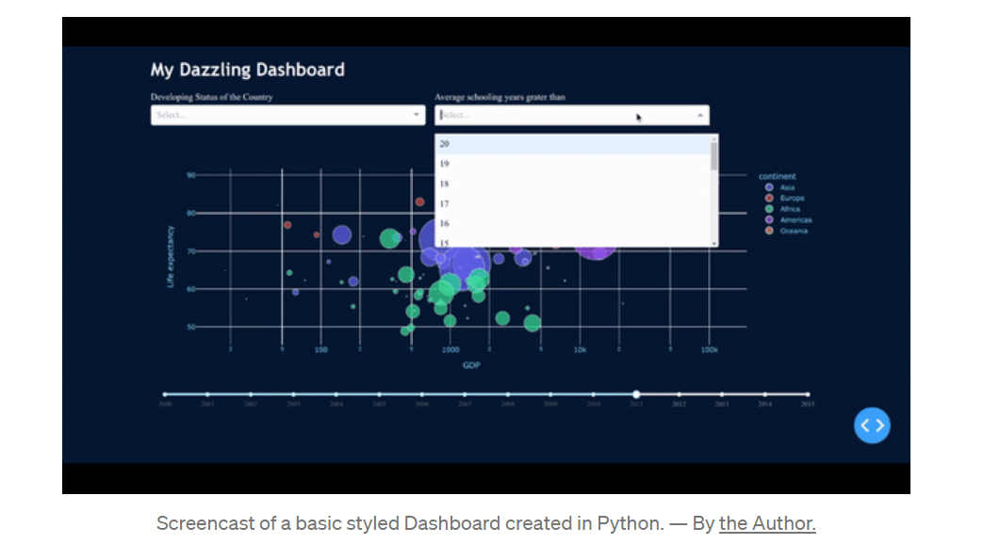 My Dazzling Dashboard
Developing Status of the Country
Average schooling years grater than
Select...
Select...
20
19
18
17
16
15
continent
Asia
Europe
Africa
Americas
Oceania
Life expectancy
90
80
70
60
50
2 5 100 2 5 1000 2 5 10k 2 5 100k
GDP
2000 2001 2002 2003 2004 2005 2006 2007 2008 2009 2010 2011 2012 2013 2014 2015
Screencast of a basic styled Dashboard created in Python. — By the Author.